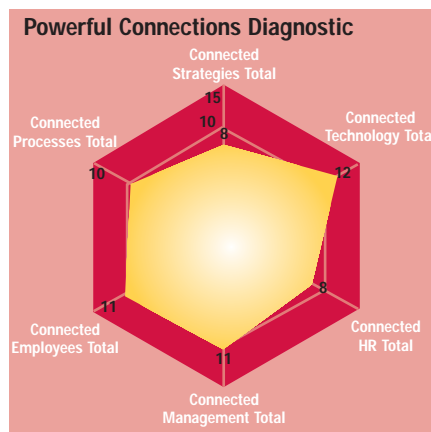 Powerful Connections Diagnostic
Connected
Strategies Total
15
10
8
Connected
Technology Total
12
Connected
Processes Total
10
8
11
Connected
Employees Total
Connected
HR Total
11
Connected
Management Total